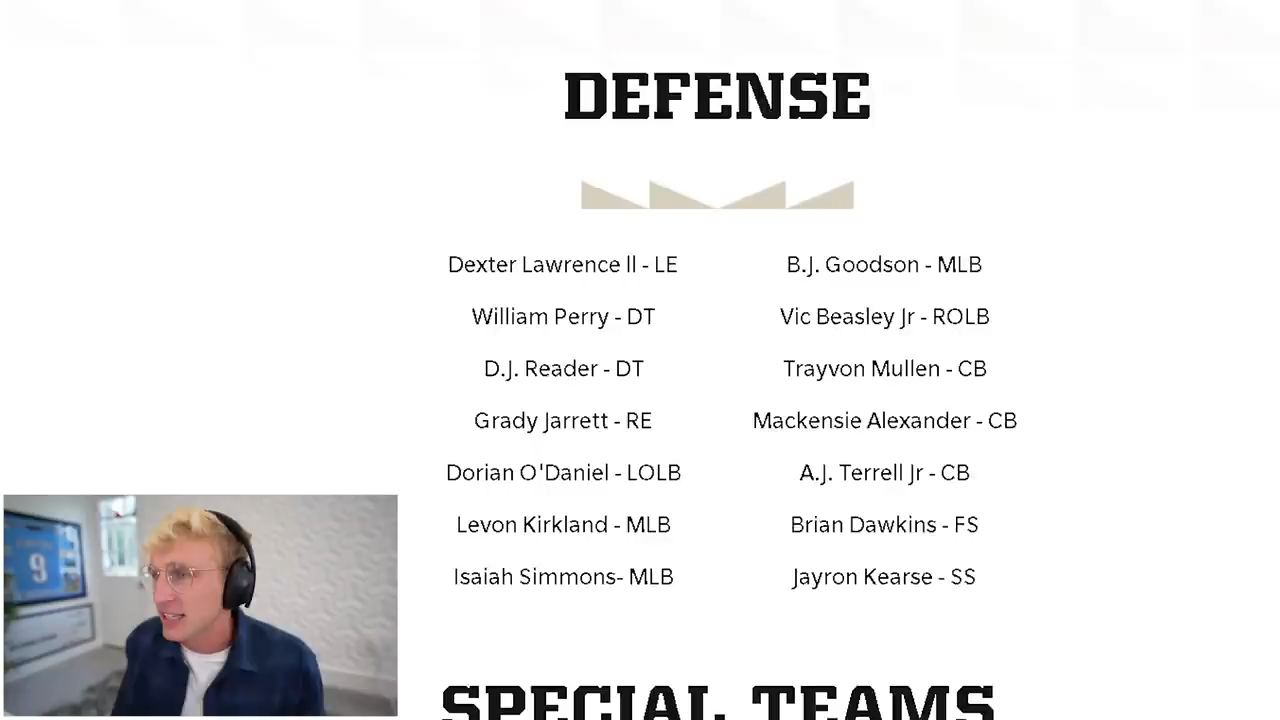 DEFENSE
Dexter Lawrence ll - LE
William Perry - DT
D.J. Reader - DT
Grady Jarrett - RE
Dorian O'Daniel - LOLB
Levon Kirkland - MLB
Isaiah Simmons- MLB
B.J. Goodson - MLB
Vic Beasley Jr - ROLB
Trayvon Mullen - CB
Mackensie Alexander - CB
A.J. Terrell Jr - CB
Brian Dawkins - FS
Jayron Kearse - SS
9
SPECIAL TEAMS